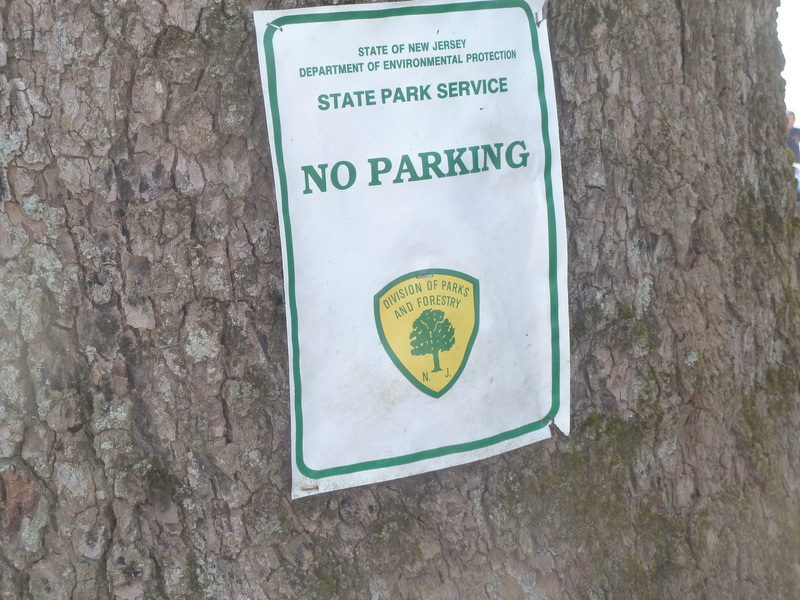 STATE OF NEW JERSEY
DEPARTMENT OF ENVIRONMENTAL PROTECTION
STATE PARK SERVICE
NO PARKING
DIVISION OF PARKS
AND FORESTRY
N. J.